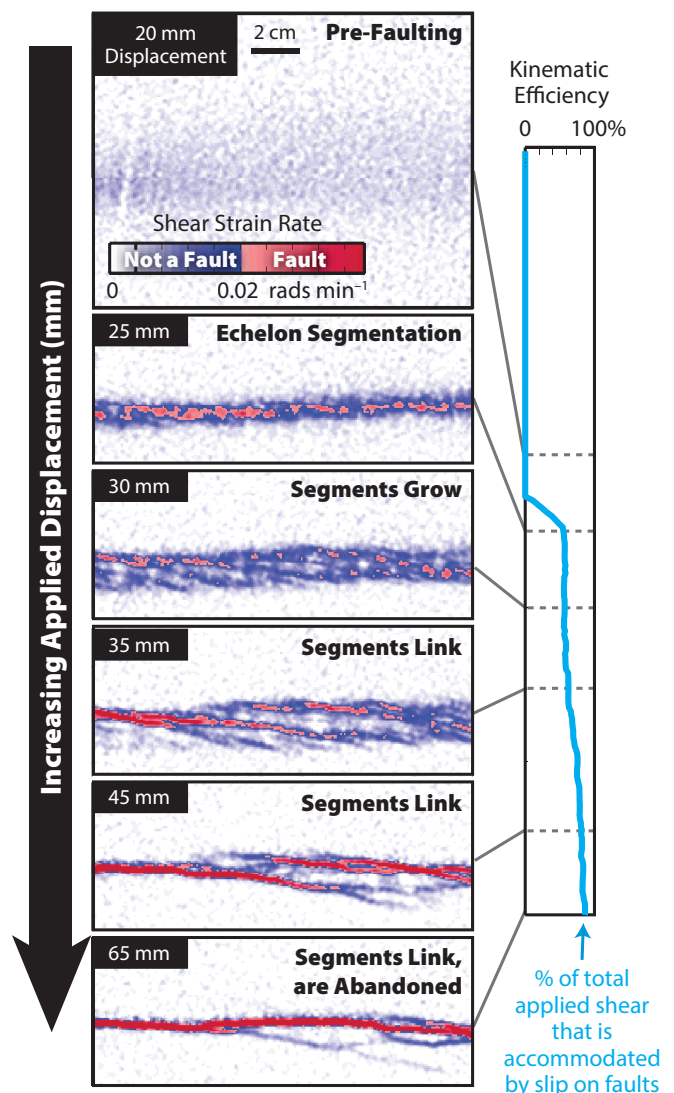 Increasing Applied Displacement (mm)
20 mm
Displacement
2 cm
Pre-Faulting
Shear Strain Rate
Not a Fault
Fault
0
0.02 rads min⁻¹
25 mm
Echelon Segmentation
30 mm
Segments Grow
35 mm
Segments Link
45 mm
Segments Link
65 mm
Segments Link,
are Abandoned
Kinematic
Efficiency
0
100%
% of total
applied shear
that is
accommodated
by slip on faults